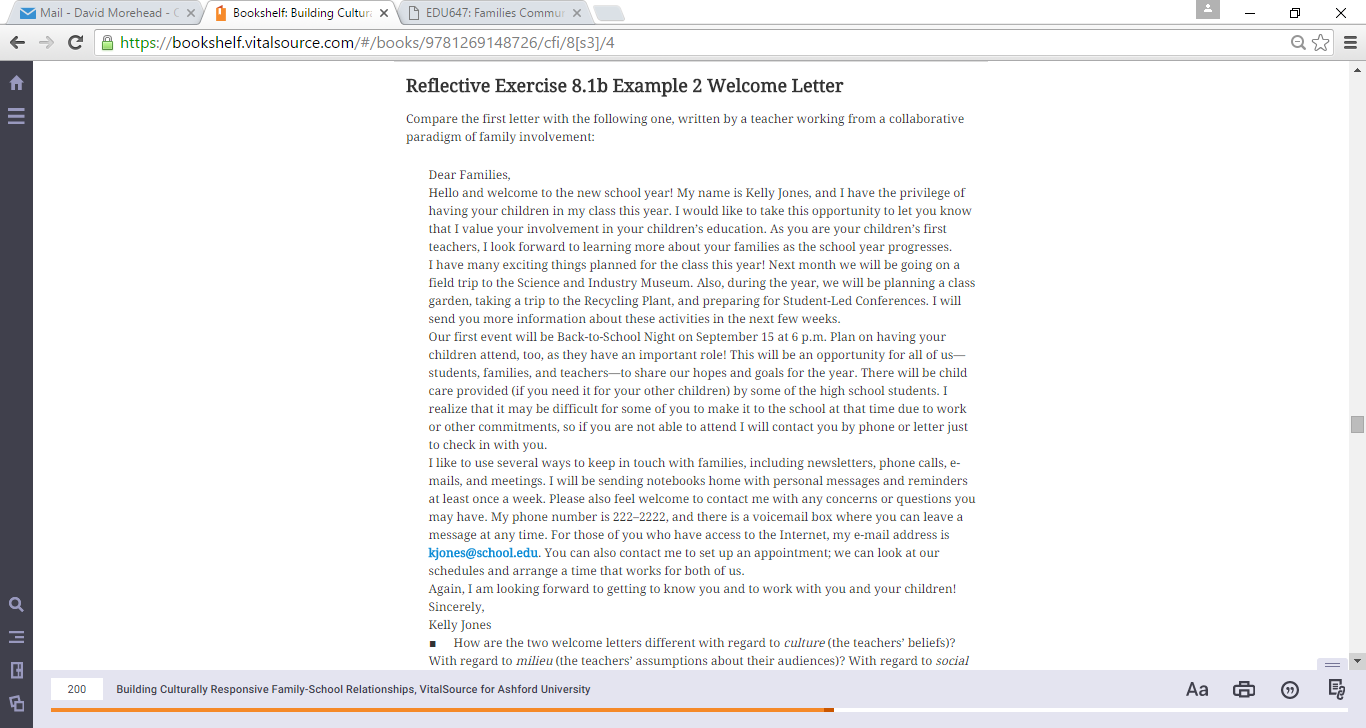 Mail - David Morehead - C
Bookshelf: Building Cultura
EDU647: Families Commun
https://bookshelf.vitalsource.com/#/books/9781269148726/cfi/8[s3]/4
Reflective Exercise 8.1b Example 2 Welcome Letter
Compare the first letter with the following one, written by a teacher working from a collaborative
paradigm of family involvement:
Dear Families,
Hello and welcome to the new school year! My name is Kelly Jones, and I have the privilege of
having your children in my class this year. I would like to take this opportunity to let you know
that I value your involvement in your children’s education. As you are your children’s first
teachers, I look forward to learning more about your families as the school year progresses.
I have many exciting things planned for the class this year! Next month we will be going on a
field trip to the Science and Industry Museum. Also, during the year, we will be planning a class
garden, taking a trip to the Recycling Plant, and preparing for Student-Led Conferences. I will
send you more information about these activities in the next few weeks.
Our first event will be Back-to-School Night on September 15 at 6 p.m. Plan on having your
children attend, too, as they have an important role! This will be an opportunity for all of us—
students, families, and teachers—to share our hopes and goals for the year. There will be child
care provided (if you need it for your other children) by some of the high school students. I
realize that it may be difficult for some of you to make it to the school at that time due to work
or other commitments, so if you are not able to attend I will contact you by phone or letter just
to check in with you.
I like to use several ways to keep in touch with families, including newsletters, phone calls, e-
mails, and meetings. I will be sending notebooks home with personal messages and reminders
at least once a week. Please also feel welcome to contact me with any concerns or questions you
may have. My phone number is 222–2222, and there is a voicemail box where you can leave a
message at any time. For those of you who have access to the Internet, my e-mail address is
kjones@school.edu. You can also contact me to set up an appointment; we can look at our
schedules and arrange a time that works for both of us.
Again, I am looking forward to getting to know you and to work with you and your children!
Sincerely,
Kelly Jones
■ How are the two welcome letters different with regard to culture (the teachers’ beliefs)?
With regard to milieu (the teachers’ assumptions about their audiences)? With regard to social
200 Building Culturally Responsive Family-School Relationships, VitalSource for Ashford University
Aa